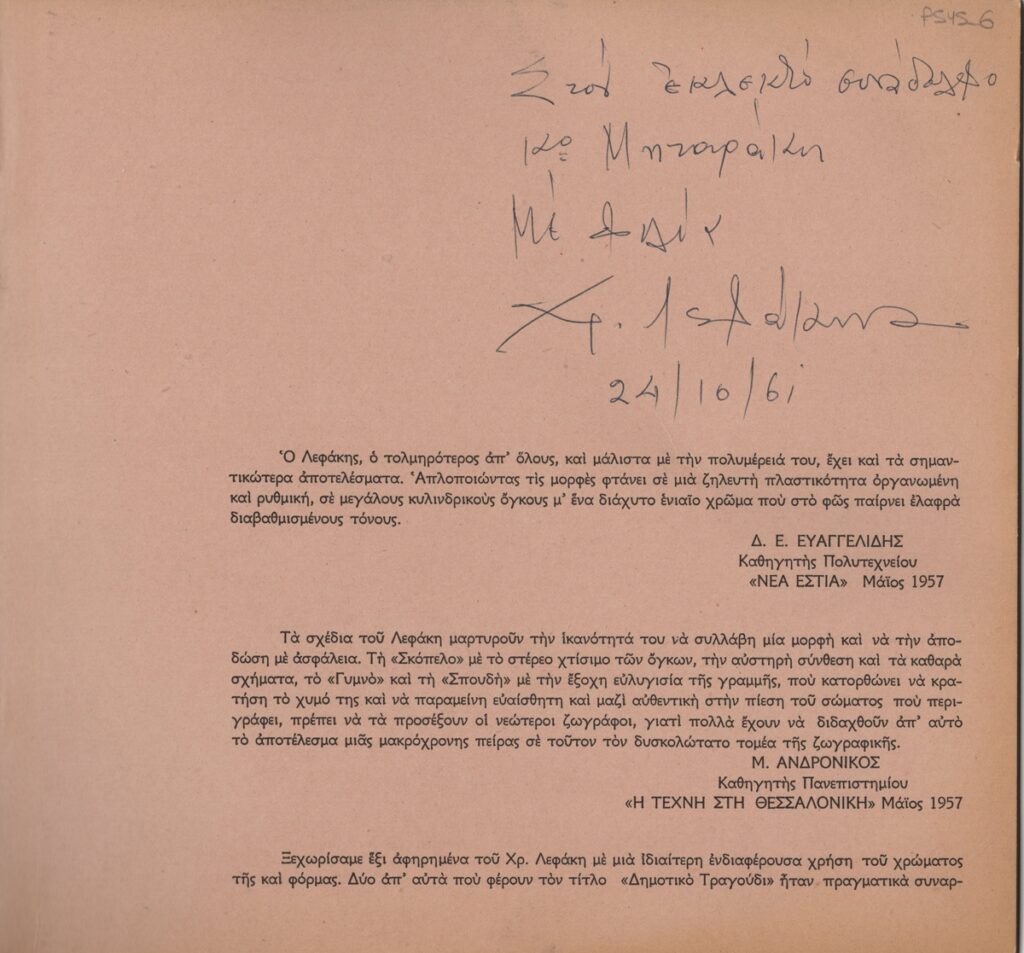 PS45_6
Στόν ἐκλεκτό συνάδελφο
κο Μηταράκη
Μέ φιλία
Χρ. Λεφάκης
24/10/61
Ὁ Λεφάκης, ὁ τολμηρότερος ἀπ' ὅλους, καὶ μάλιστα μὲ τὴν πολυμέρειά του, ἔχει καὶ τὰ σημαν-
τικώτερα ἀποτελέσματα. Ἁπλοποιώντας τὶς μορφὲς φτάνει σὲ μιὰ ζηλευτὴ πλαστικότητα ὀργανωμένη
καὶ ρυθμική, σὲ μεγάλους κυλινδρικοὺς ὄγκους μ' ἕνα διάχυτο ἑνιαῖο χρῶμα ποὺ στὸ φῶς παίρνει ἐλαφρὰ
διαβαθμισμένους τόνους.
Δ. Ε. ΕΥΑΓΓΕΛΙΔΗΣ
Καθηγητὴς Πολυτεχνείου
«ΝΕΑ ΕΣΤΙΑ» Μάϊος 1957
Τὰ σχέδια τοῦ Λεφάκη μαρτυροῦν τὴν ἱκανότητά του νὰ συλλάβη μία μορφὴ καὶ νὰ τὴν ἀπο-
δώση μὲ ἀσφάλεια. Τὴ «Σκόπελο» μὲ τὸ στέρεο χτίσιμο τῶν ὄγκων, τὴν αὐστηρὴ σύνθεση καὶ τὰ καθαρὰ
σχήματα, τὸ «Γυμνὸ» καὶ τὴ «Σπουδὴ» μὲ τὴν ἔξοχη εὐλυγισία τῆς γραμμῆς, ποὺ κατορθώνει νὰ κρα-
τήση τὸ χυμό της καὶ νὰ παραμείνη εὐαίσθητη καὶ μαζὶ αὐθεντικὴ στὴν πίεση τοῦ σώματος ποὺ περι-
γράφει, πρέπει νὰ τὰ προσέξουν οἱ νεώτεροι ζωγράφοι, γιατὶ πολλὰ ἔχουν νὰ διδαχθοῦν ἀπ' αὐτὸ
τὸ ἀποτέλεσμα μιᾶς μακρόχρονης πείρας σὲ τοῦτον τὸν δυσκολώτατο τομέα τῆς ζωγραφικῆς.
Μ. ΑΝΔΡΟΝΙΚΟΣ
Καθηγητὴς Πανεπιστημίου
«Η ΤΕΧΝΗ ΣΤΗ ΘΕΣΣΑΛΟΝΙΚΗ» Μάϊος 1957
Ξεχωρίσαμε ἕξι ἀφηρημένα τοῦ Χρ. Λεφάκη μὲ μιὰ Ἰδιαίτερη ἐνδιαφέρουσα χρήση τοῦ χρώματος
τῆς καὶ φόρμας. Δύο ἀπ' αὐτὰ ποὺ φέρουν τὸν τίτλο «Δημοτικὸ Τραγούδι» ἦταν πραγματικὰ συναρ-